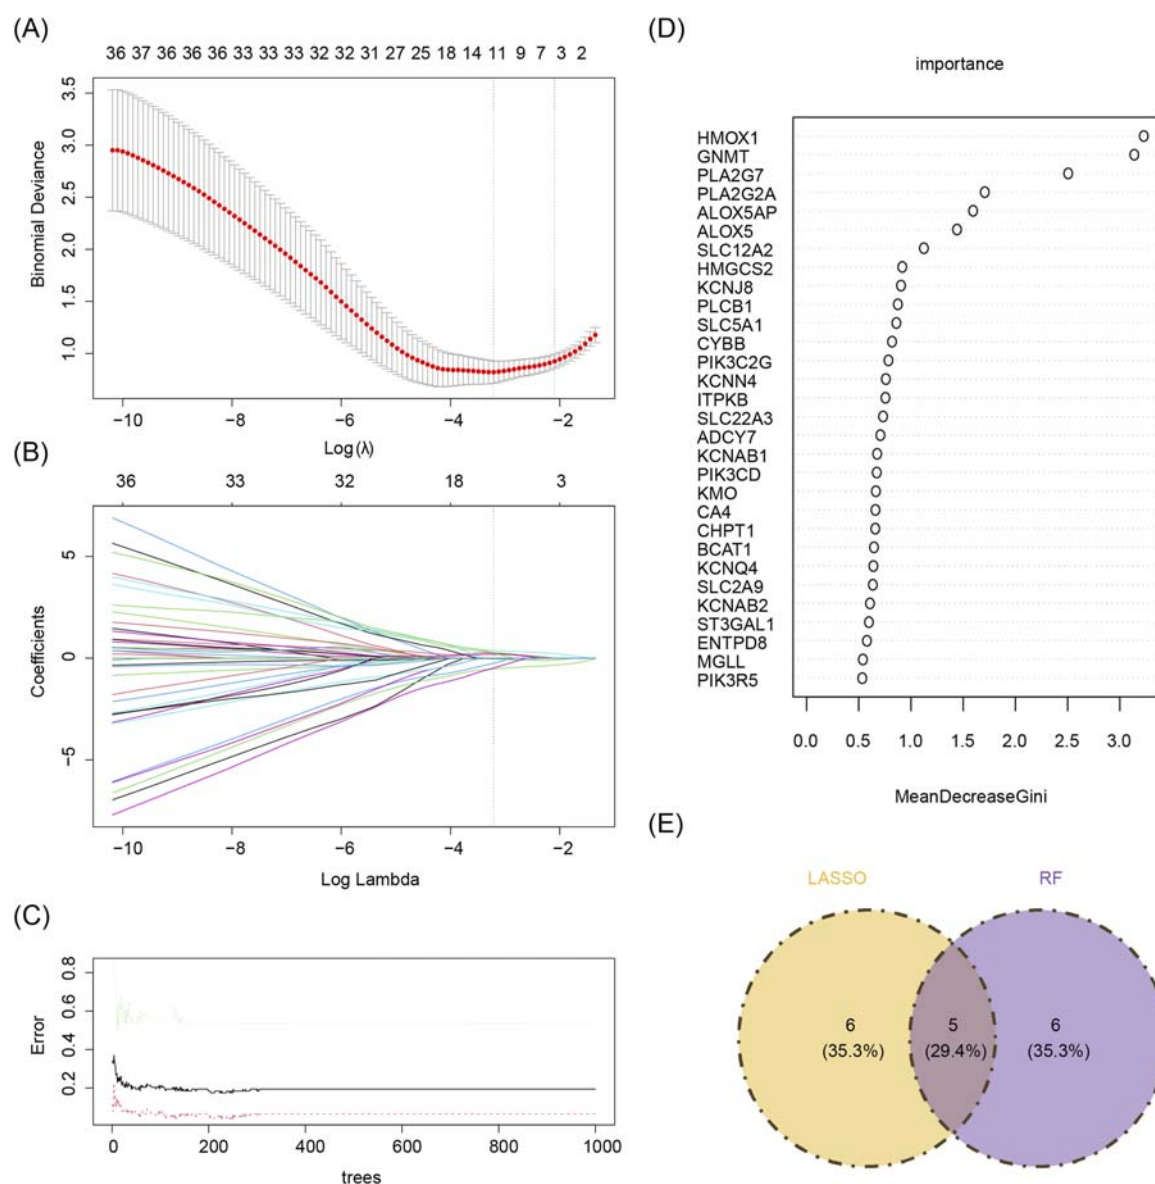 (A)
36 37 36 36 36 33 33 33 32 32 31 27 25 18 14 11 9 7 3 2
3.5
3.0
2.5
2.0
1.5
1.0
Binomial Deviance
−10 −8 −6 −4 −2
Log(λ)
(B)
36 33 32 18 3
5
0
−5
Coefficients
−10 −8 −6 −4 −2
Log Lambda
(C)
0.8
0.6
0.4
0.2
Error
0 200 400 600 800 1000
trees
(D)
importance
HMOX1
GNMT
PLA2G7
PLA2G2A
ALOX5AP
ALOX5
SLC12A2
HMGCS2
KCNJ8
PLCB1
SLC5A1
CYBB
PIK3C2G
KCNN4
ITPKB
SLC22A3
ADCY7
KCNAB1
PIK3CD
KMO
CA4
CHPT1
BCAT1
KCNQ4
SLC2A9
KCNAB2
ST3GAL1
ENTPD8
MGLL
PIK3R5
0.0 0.5 1.0 1.5 2.0 2.5 3.0
MeanDecreaseGini
(E)
LASSO RF
6 5 6
(35.3%) (29.4%) (35.3%)